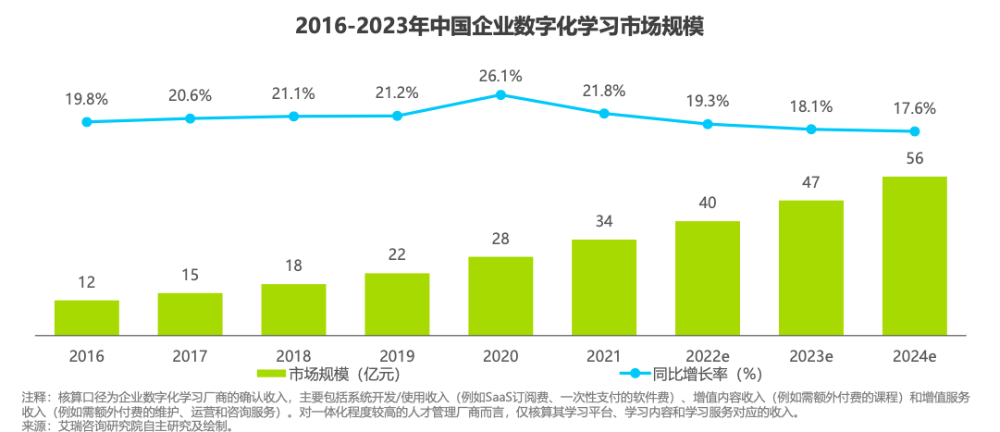 2016-2023年中国企业数字化学习市场规模
19.8% 20.6% 21.1% 21.2% 26.1% 21.8% 19.3% 18.1% 17.6%
12 15 18 22 28 34 40 47 56
2016 2017 2018 2019 2020 2021 2022e 2023e 2024e
市场规模（亿元） 同比增长率（%）
注释：核算口径为企业数字化学习厂商的确认收入，主要包括系统开发/使用收入（例如SaaS订阅费、一次性支付的软件费）、增值内容收入（例如需额外付费的课程）和增值服务
收入（例如需额外付费的维护、运营和咨询服务）。对一体化程度较高的人才管理厂商而言，仅核算其学习平台、学习内容和学习服务对应的收入。
来源：艾瑞咨询研究院自主研究及绘制。